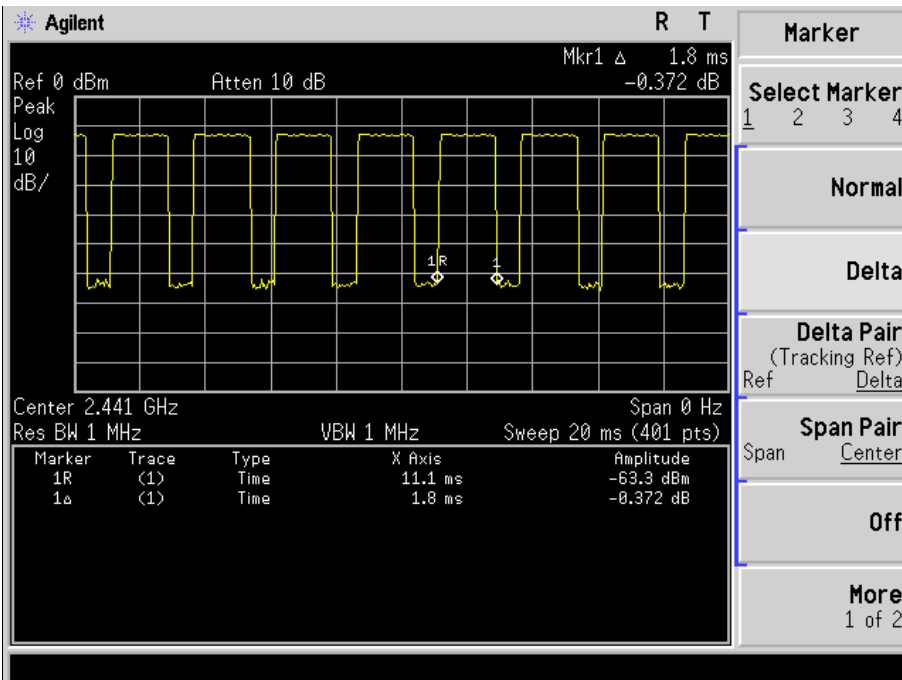 Agilent R T
Mkr1 Δ 1.8 ms
Ref 0 dBm Atten 10 dB -0.372 dB
Peak
Log
10
dB/
1R 1
Center 2.441 GHz Span 0 Hz
Res BW 1 MHz VBW 1 MHz Sweep 20 ms (401 pts)
Marker Trace Type X Axis Amplitude
1R (1) Time 11.1 ms -63.3 dBm
1Δ (1) Time 1.8 ms -0.372 dB
Marker
Select Marker
1 2 3 4
Normal
Delta
Delta Pair
(Tracking Ref)
Ref Delta
Span Pair
Span Center
Off
More
1 of 2